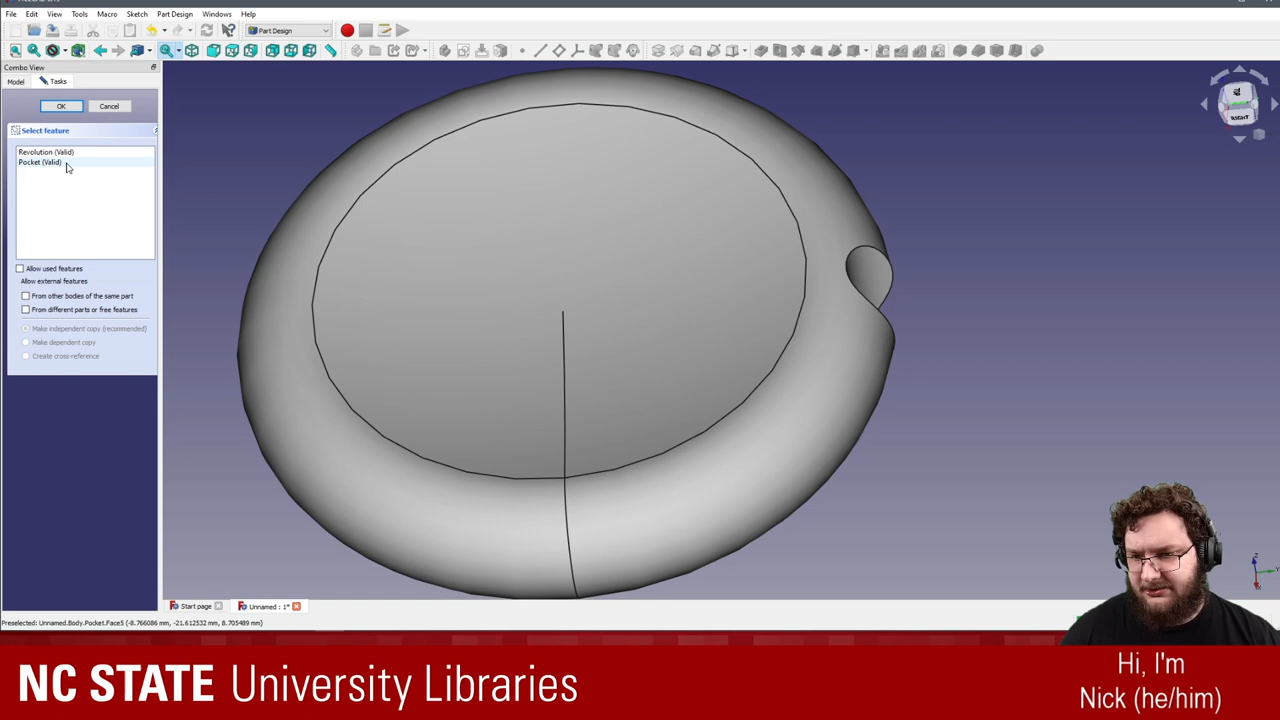 File Edit View Tools Macro Sketch Part Design Windows Help
Part Design
Combo View
Model Tasks
OK Cancel
Select feature
Revolution (Valid)
Pocket (Valid)
Allow used features
Allow external features
From other bodies of the same part
From different parts or free features
Make independent copy (recommended)
Make dependent copy
Create cross-reference
RIGHT
Start page Unnamed : 1*
Preselected: Unnamed.Body.Pocket.Face5 (-8.766086 mm, -21.612532 mm, 8.705489 mm)
NC STATE University Libraries
Hi, I'm
Nick (he/him)